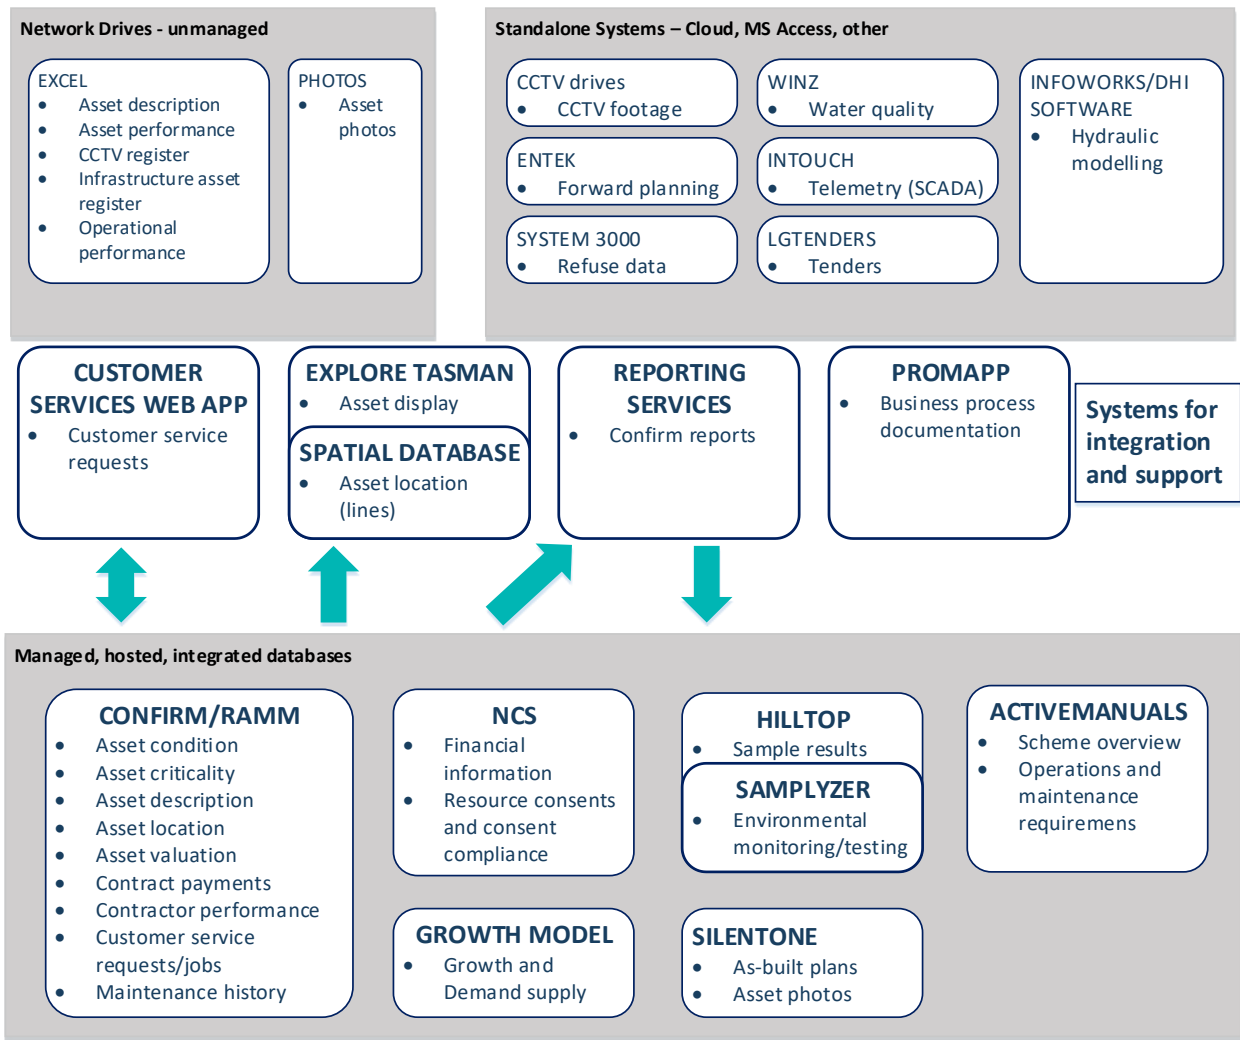 Network Drives - unmanaged
EXCEL
• Asset description
• Asset performance
• CCTV register
• Infrastructure asset
register
• Operational
performance
PHOTOS
• Asset
photos
Standalone Systems – Cloud, MS Access, other
CCTV drives
• CCTV footage
WINZ
• Water quality
INFOWORKS/DHI
SOFTWARE
• Hydraulic
modelling
ENTEK
• Forward planning
INTOUCH
• Telemetry (SCADA)
SYSTEM 3000
• Refuse data
LGTENDERS
• Tenders
CUSTOMER
SERVICES WEB APP
• Customer service
requests
EXPLORE TASMAN
• Asset display
SPATIAL DATABASE
• Asset location
(lines)
REPORTING
SERVICES
• Confirm reports
PROMAPP
• Business process
documentation
Systems for
integration
and support
Managed, hosted, integrated databases
CONFIRM/RAMM
• Asset condition
• Asset criticality
• Asset description
• Asset location
• Asset valuation
• Contract payments
• Contractor performance
• Customer service
requests/jobs
• Maintenance history
NCS
• Financial
information
• Resource consents
and consent
compliance
HILLTOP
• Sample results
SAMPLYZER
• Environmental
monitoring/testing
ACTIVEMANUALS
• Scheme overview
• Operations and
maintenance
requiremens
GROWTH MODEL
• Growth and
Demand supply
SILENTONE
• As-built plans
• Asset photos